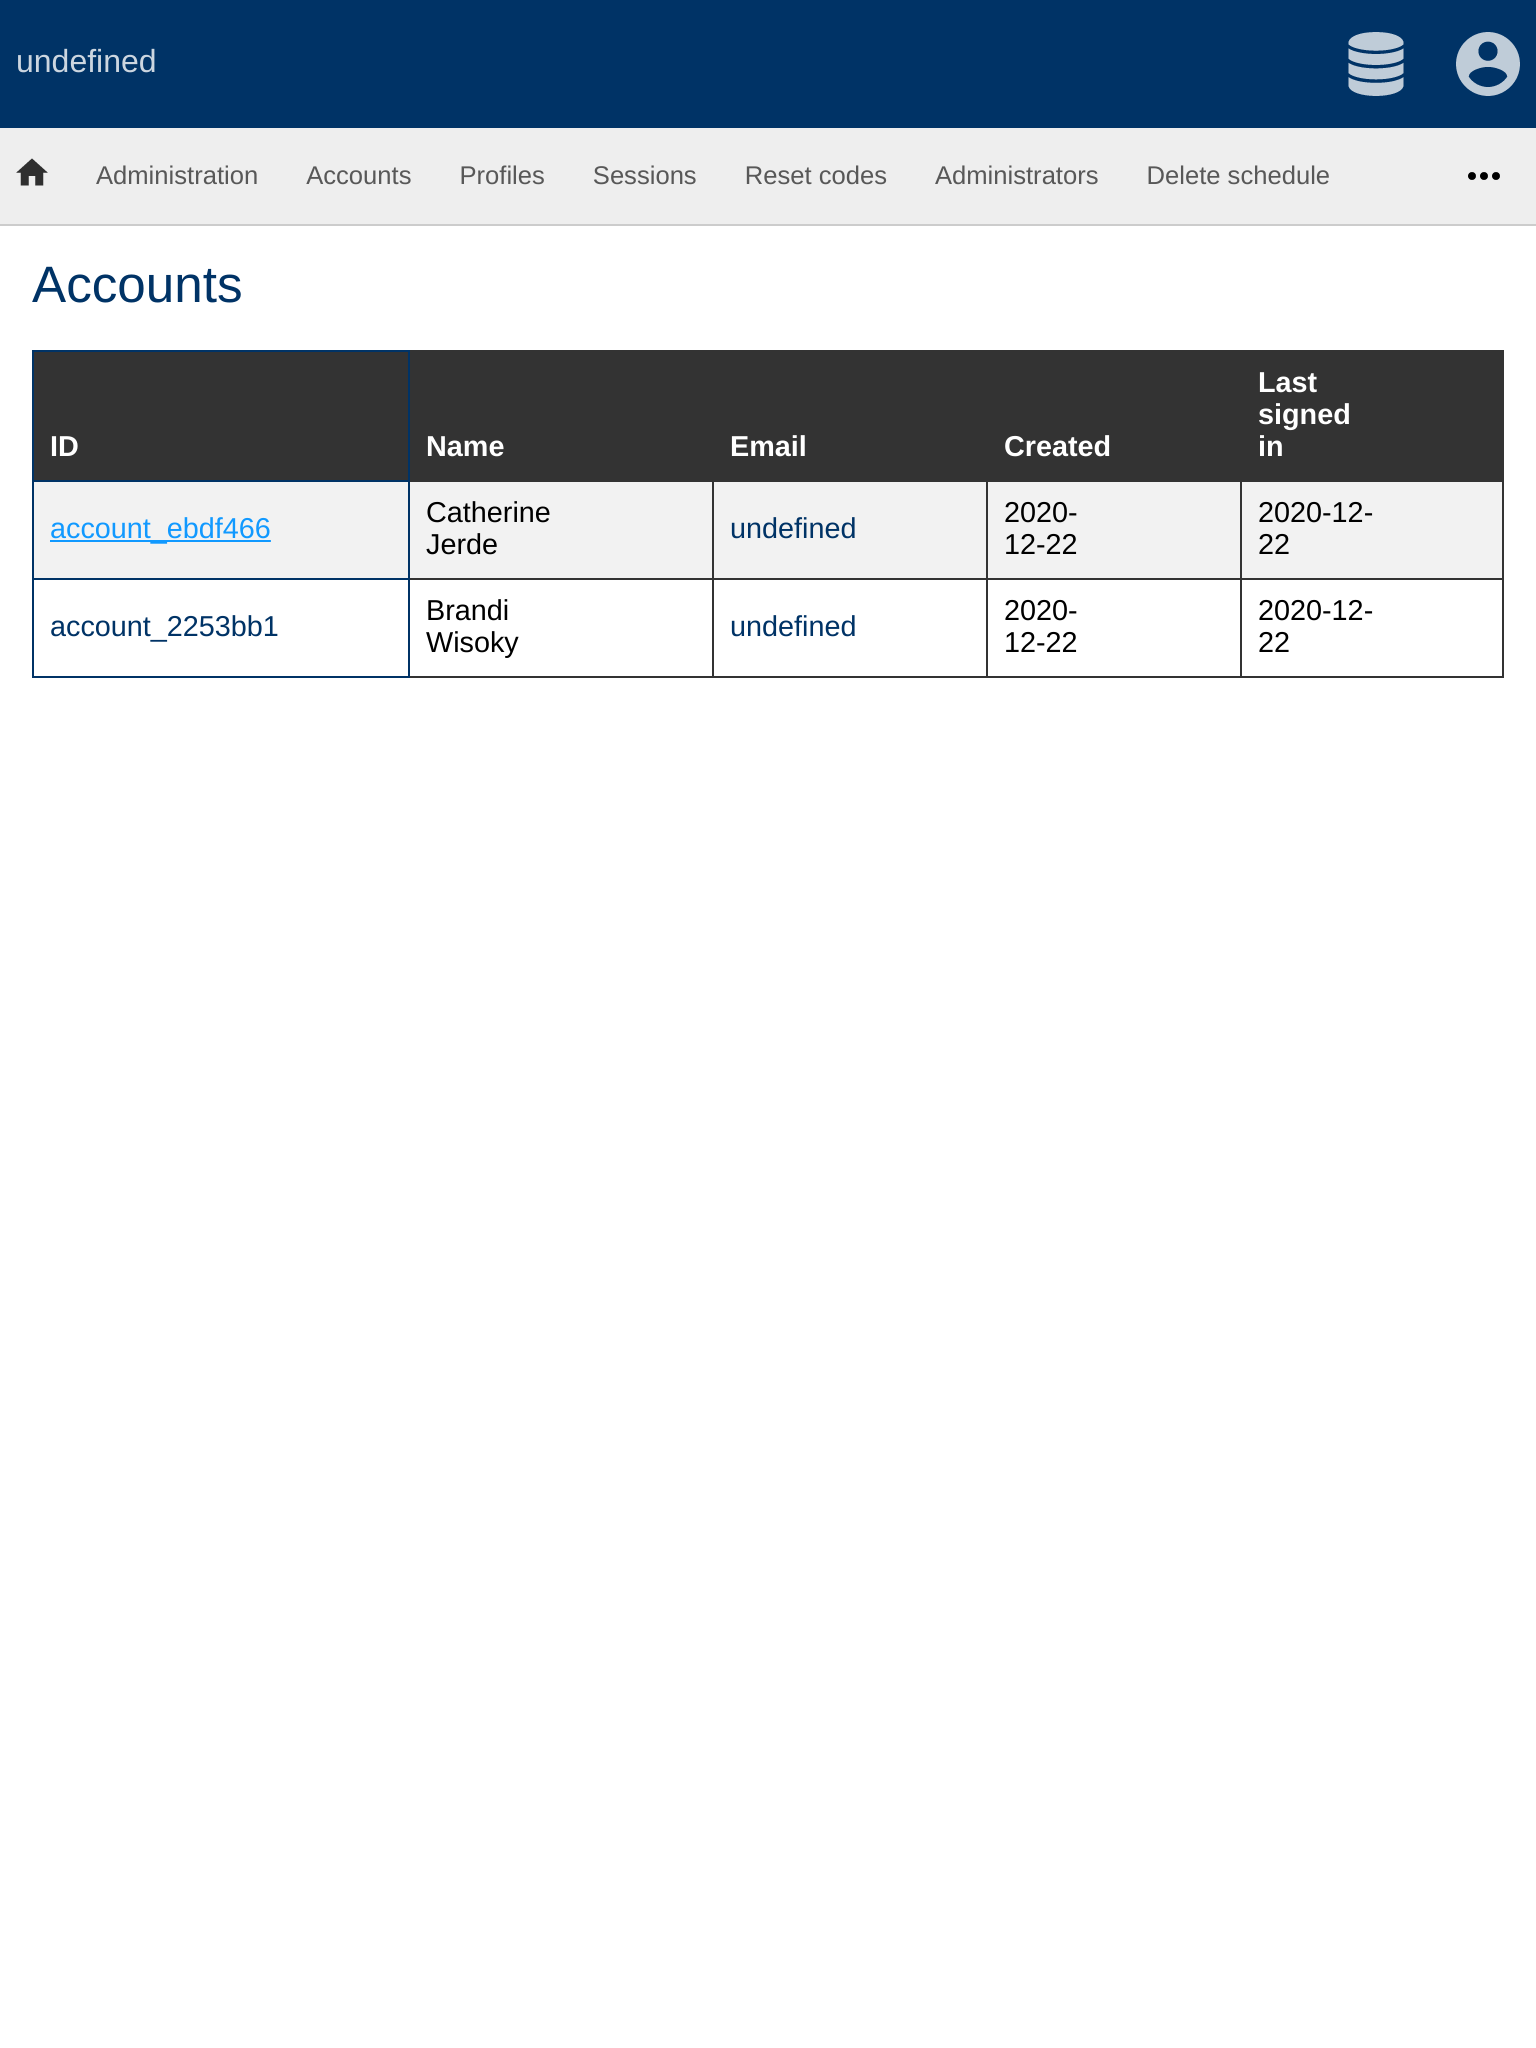 undefined
Administration Accounts Profiles Sessions Reset codes Administrators Delete schedule
Accounts
ID Name Email Created Last signed in
account_ebdf466 Catherine Jerde undefined 2020-12-22 2020-12-22
account_2253bb1 Brandi Wisoky undefined 2020-12-22 2020-12-22